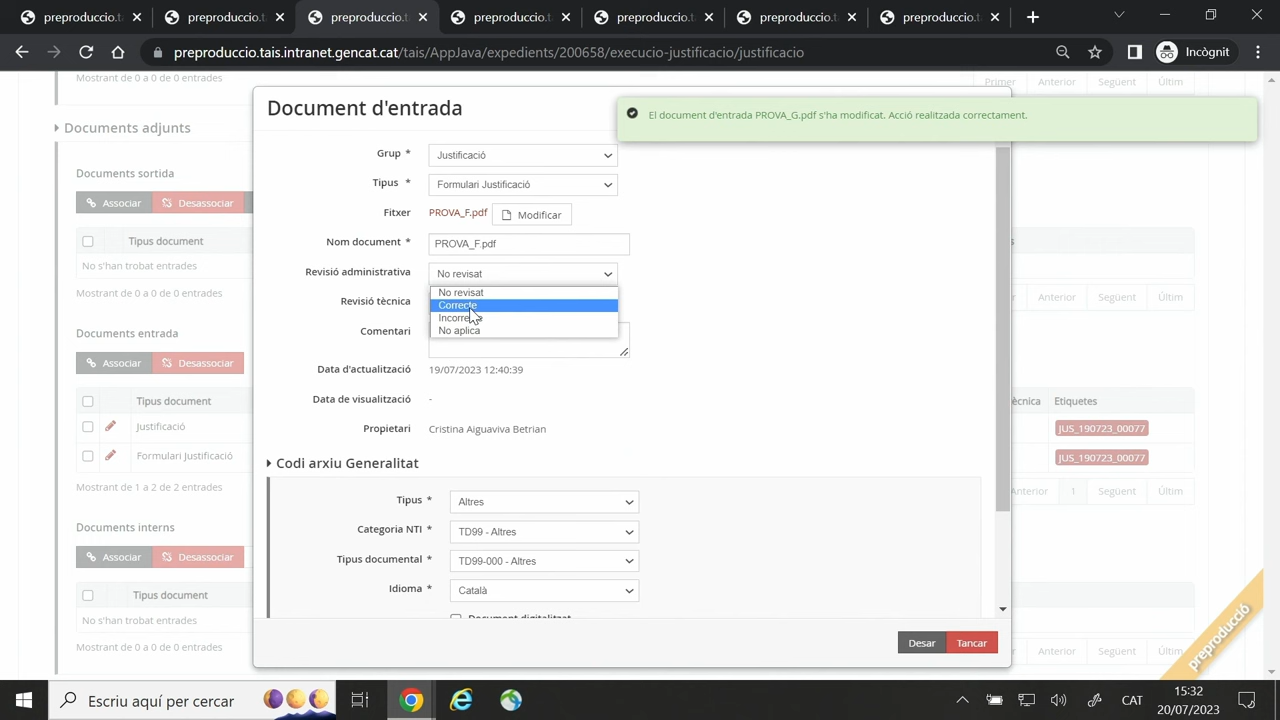 preproduccio.tais.intranet.gencat.cat/tais/AppJava/expedients/200658/execucio-justificacio/justificacio
Incògnit
Mostrant de 0 a 0 de 0 entrades
Primer Anterior Següent Últim
Documents adjunts
Documents sortida
Associar Desassociar
Tipus document
No s'han trobat entrades
Mostrant de 0 a 0 de 0 entrades
Anterior Següent Últim
Documents entrada
Associar Desassociar
Tipus document
ècnica Etiquetes
Justificació
JUS_190723_00077
Formulari Justificació
JUS_190723_00077
Mostrant de 1 a 2 de 2 entrades
Anterior 1 Següent Últim
Documents interns
Associar Desassociar
Tipus document
No s'han trobat entrades
Mostrant de 0 a 0 de 0 entrades
Anterior Següent Últim
Document d'entrada
El document d'entrada PROVA_G.pdf s'ha modificat. Acció realitzada correctament.
Grup * Justificació
Tipus * Formulari Justificació
Fitxer PROVA_F.pdf Modificar
Nom document * PROVA_F.pdf
Revisió administrativa No revisat
No revisat
Correcte
No aplica
Revisió tècnica
Comentari
Data d'actualització 19/07/2023 12:40:39
Data de visualització -
Propietari Cristina Aiguaviva Betrian
Codi arxiu Generalitat
Tipus * Altres
Categoria NTI * TD99 - Altres
Tipus documental * TD99-000 - Altres
Idioma * Català
Document digitalitzat
Desar Tancar
preproducció
Escriu aquí per cercar
CAT
15:32
20/07/2023